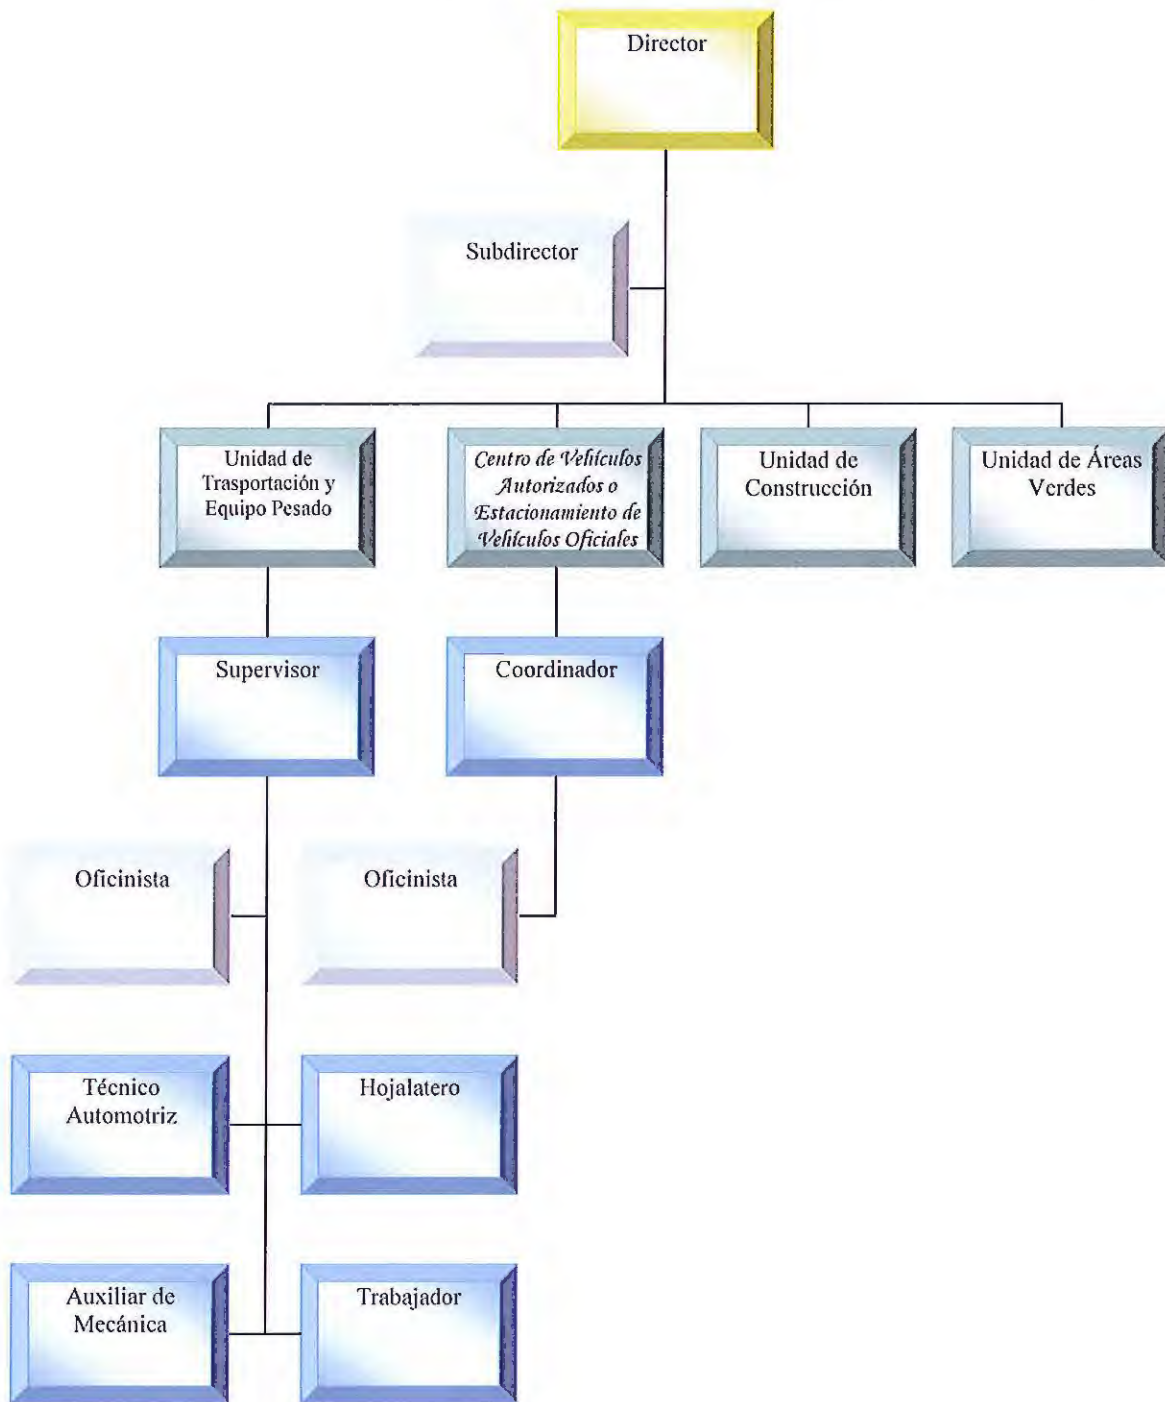 Director
Subdirector
Unidad de
Trasportación y
Equipo Pesado
Centro de Vehículos
Autorizados o
Estacionamiento de
Vehículos Oficiales
Unidad de
Construcción
Unidad de Áreas
Verdes
Supervisor
Coordinador
Oficinista
Oficinista
Técnico
Automotriz
Hojalatero
Auxiliar de
Mecánica
Trabajador